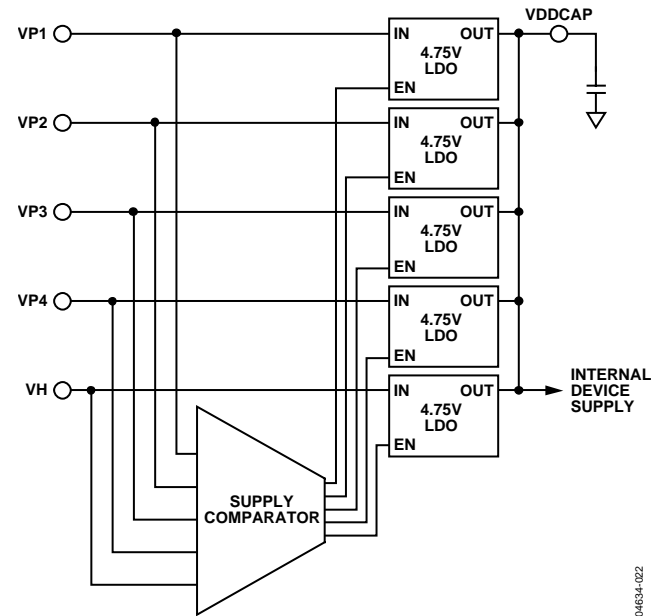 VDDCAP
VP1
IN
OUT
4.75V
LDO
EN
VP2
IN
OUT
4.75V
LDO
EN
VP3
IN
OUT
4.75V
LDO
EN
VP4
IN
OUT
4.75V
LDO
EN
VH
IN
OUT
4.75V
LDO
EN
INTERNAL
DEVICE
SUPPLY
SUPPLY
COMPARATOR
04634-022